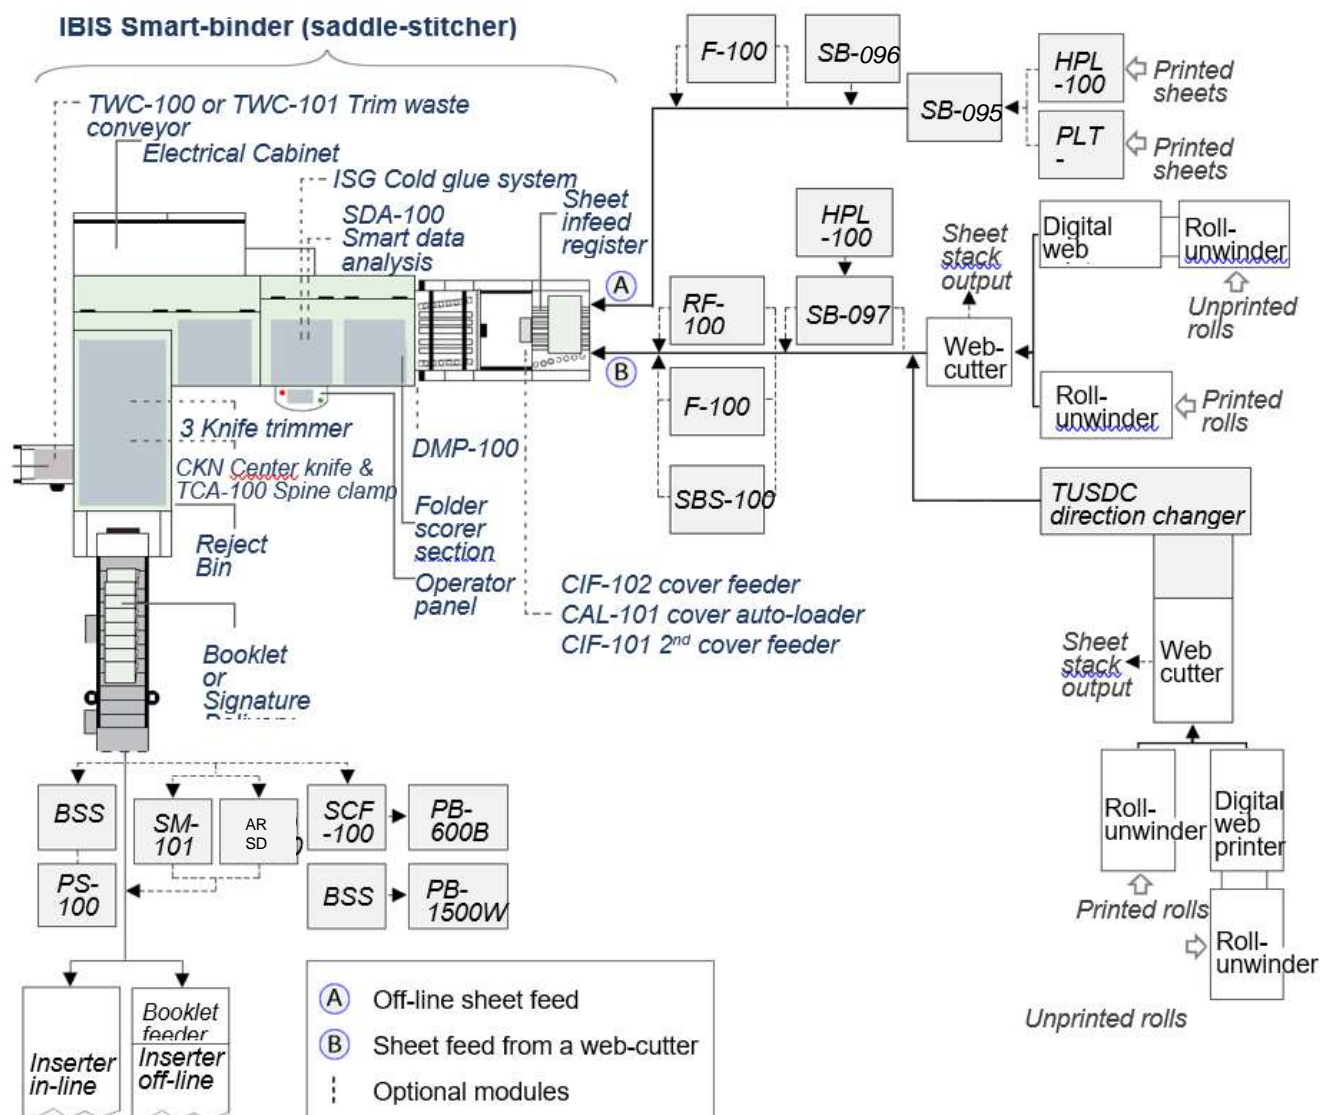 IBIS Smart-binder (saddle-stitcher)
TWC-100 or TWC-101 Trim waste
conveyor
Electrical Cabinet
ISG Cold glue system
SDA-100
Smart data
analysis
Sheet
infeed
register
F-100
SB-096
SB-095
HPL
-100
Printed
sheets
PLT
-
Printed
sheets
A
B
HPL
-100
RF-
100
SB-097
F-100
SBS-100
Sheet
stack
output
Web-
cutter
Digital
web
Roll-
unwinder
Unprinted
rolls
Roll-
unwinder
Printed
rolls
TUSDC
direction changer
3 Knife trimmer
CKN Center knife &
TCA-100 Spine clamp
DMP-100
Folder
scorer
section
Operator
panel
Reject
Bin
CIF-102 cover feeder
CAL-101 cover auto-loader
CIF-101 2nd cover feeder
Booklet
or
Signature
Sheet
stack
output
Web
cutter
Roll-
unwinder
Digital
web
printer
Printed rolls
Roll-
unwinder
Unprinted rolls
BSS
SM-
101
AR
SD
SCF
-100
PB-
600B
PS-
100
BSS
PB-
1500W
Inserter
in-line
Booklet
feeder
Inserter
off-line
A Off-line sheet feed
B Sheet feed from a web-cutter
Optional modules